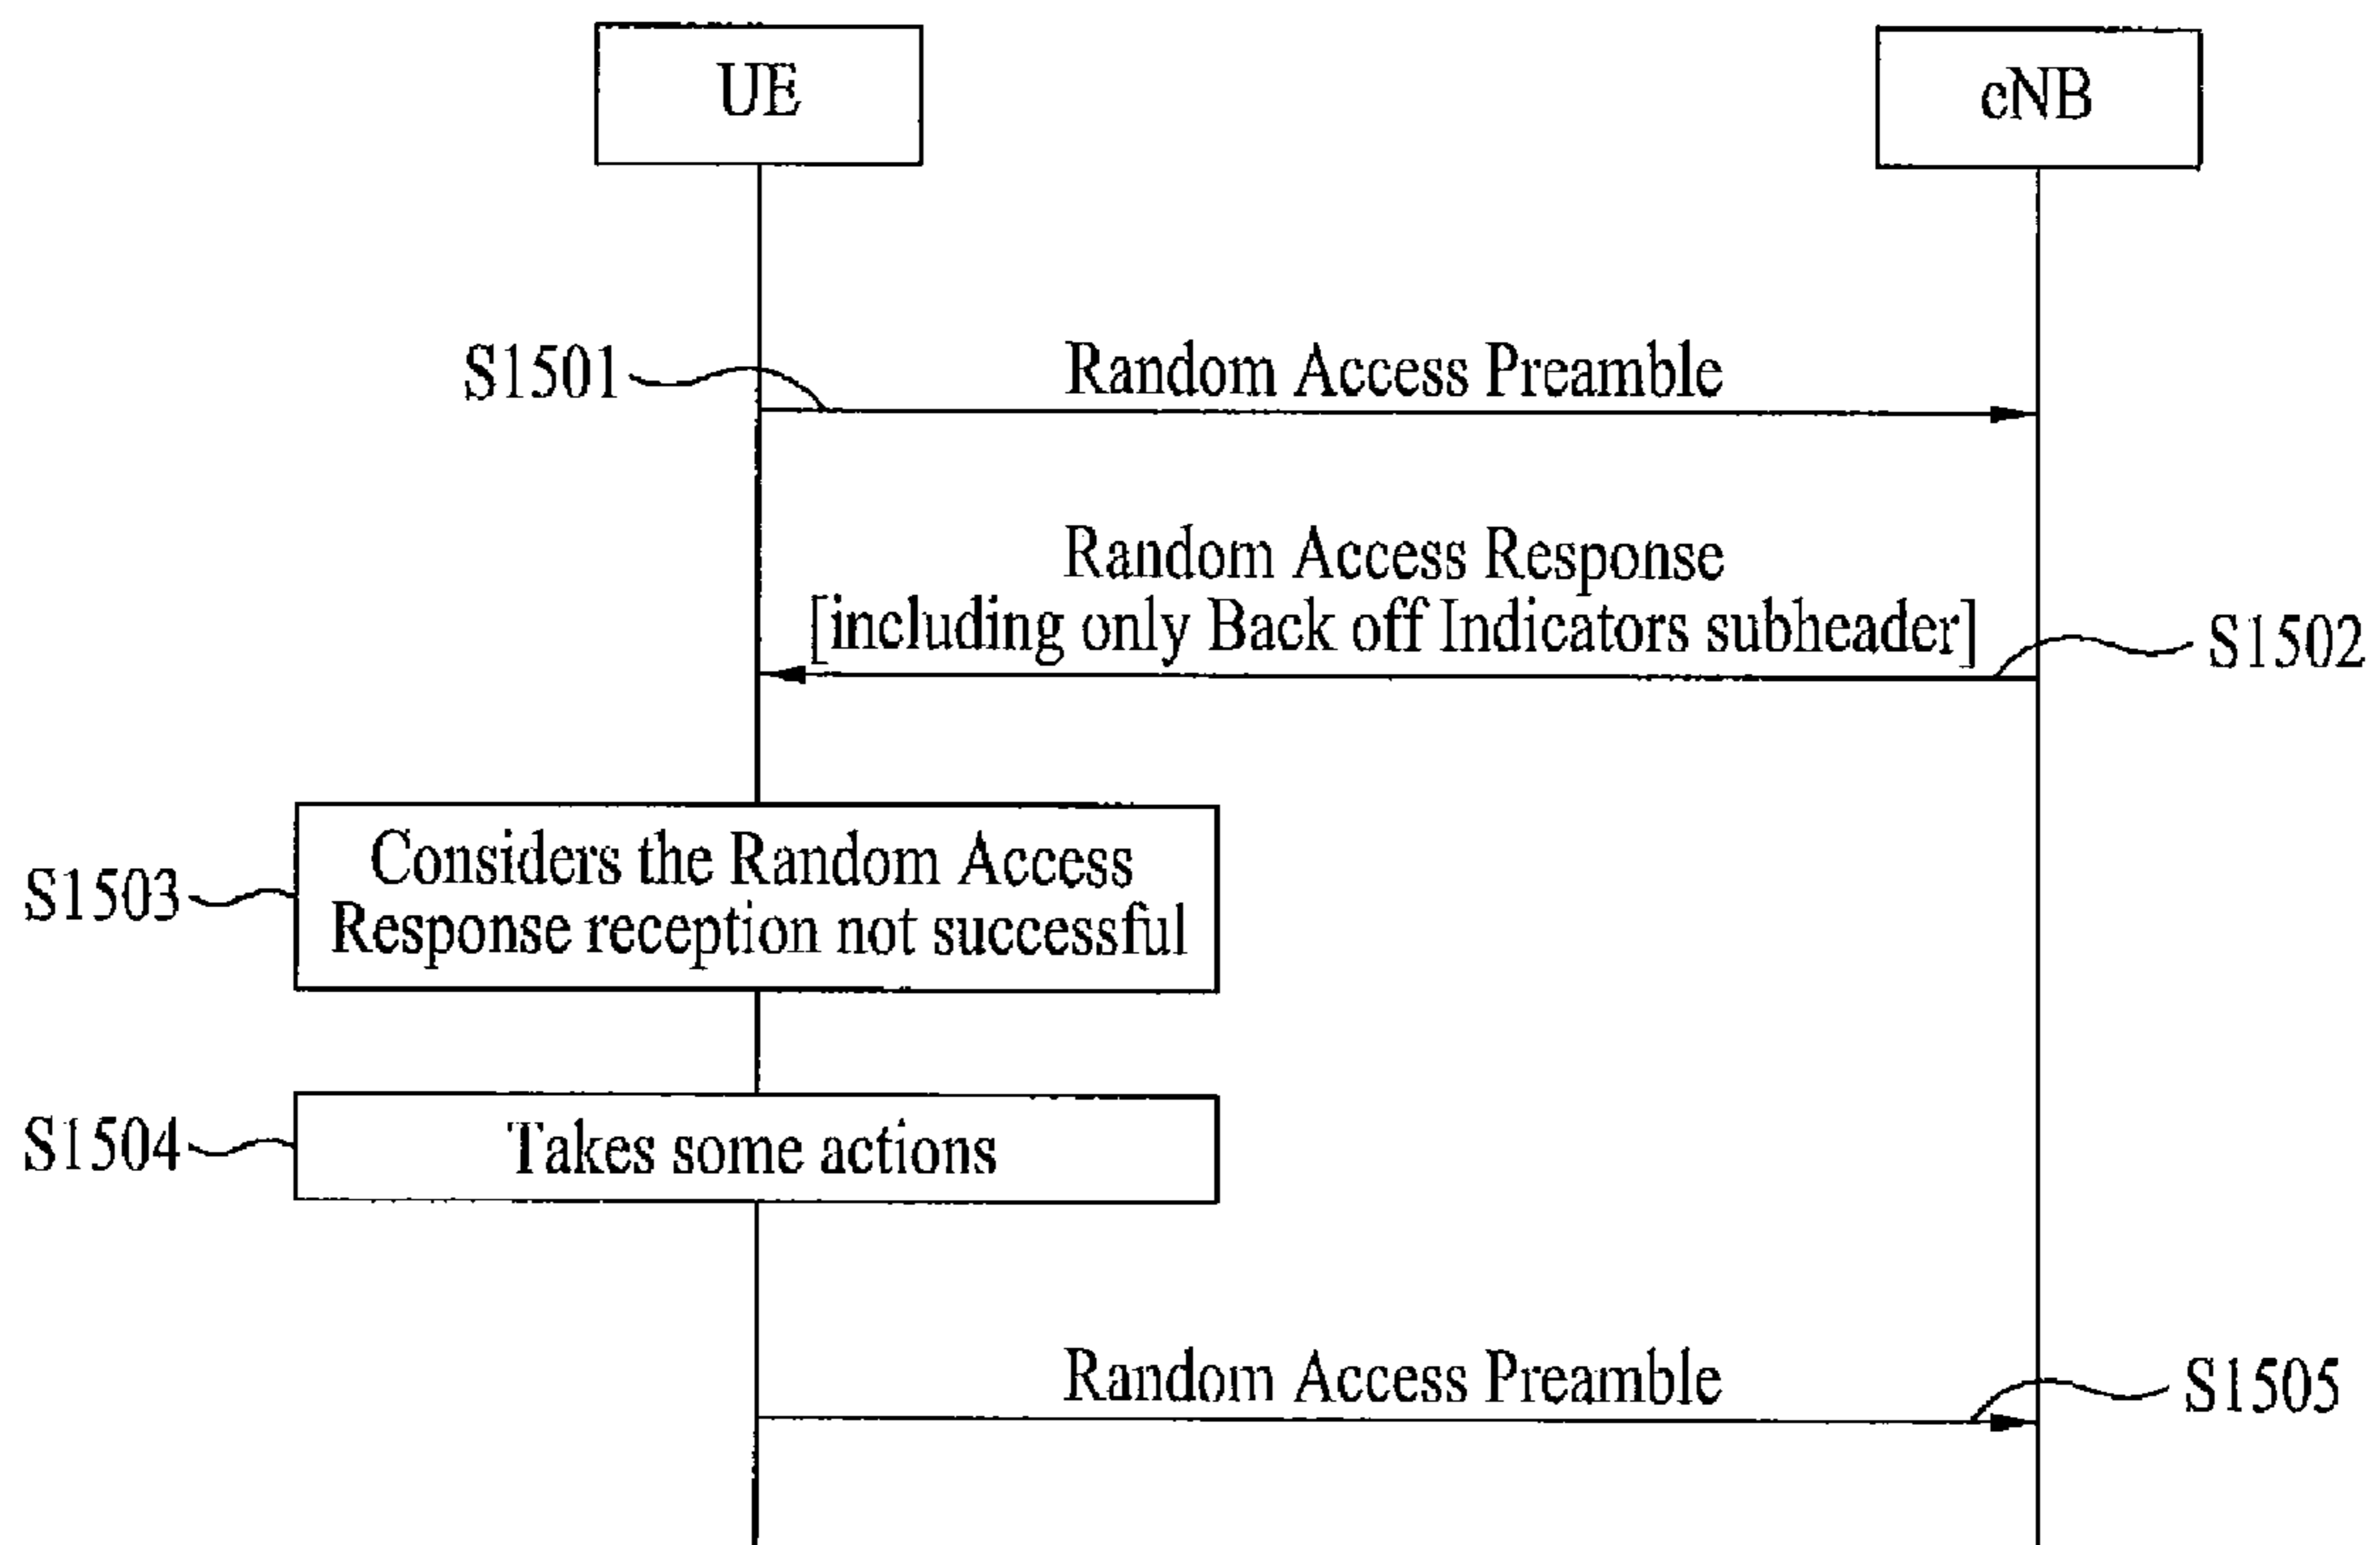 UE
cNB
S1501
Random Access Preamble
Random Access Response
[including only Back off Indicators subheader]
S1502
S1503
Considers the Random Access
Response reception not successful
S1504
Takes some actions
Random Access Preamble
S1505